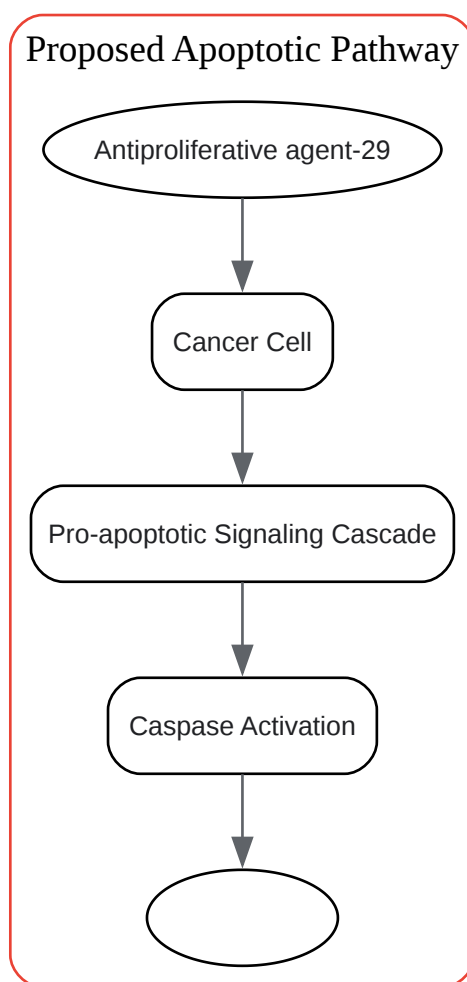 Proposed Apoptotic Pathway
Antiproliferative agent-29
Cancer Cell
Pro-apoptotic Signaling Cascade
Caspase Activation